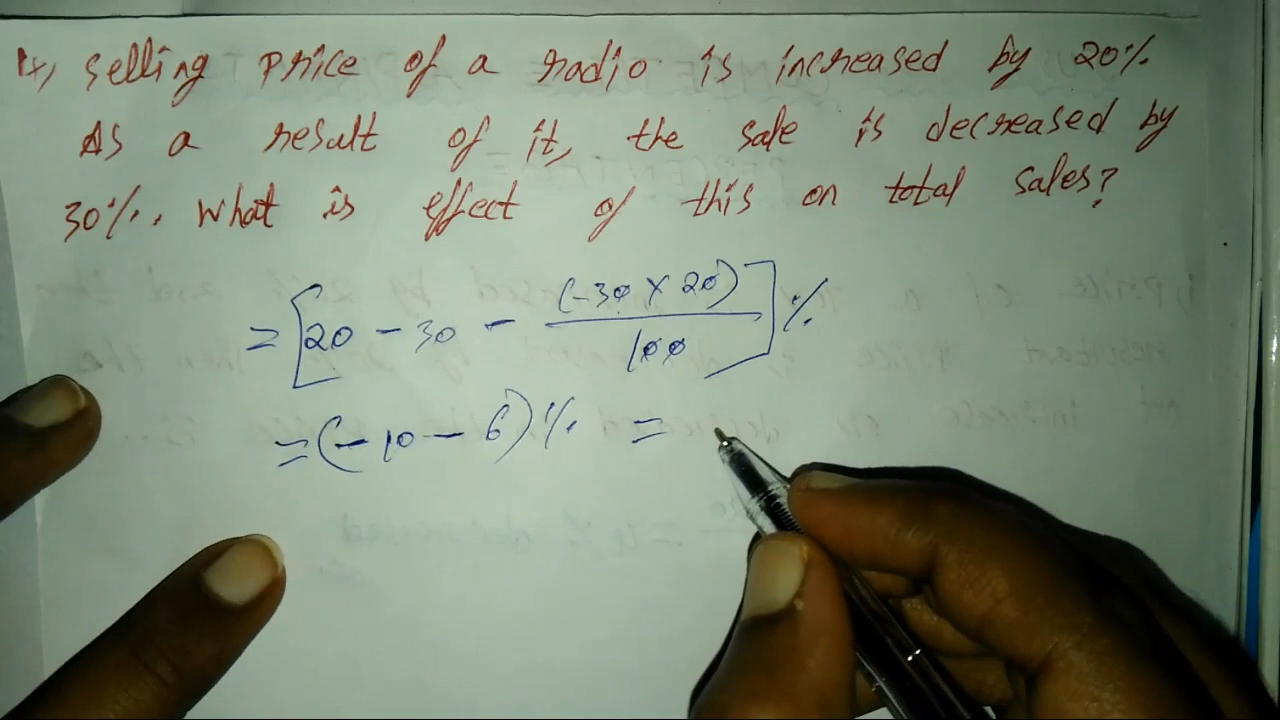 14, Selling price of a radio is increased by 20%
As a result of it, the sale is decreased by
30%. What is effect of this on total sales?
= [20 - 30 - (-30 × 20) / 100] %
= (- 10 - 6) % =